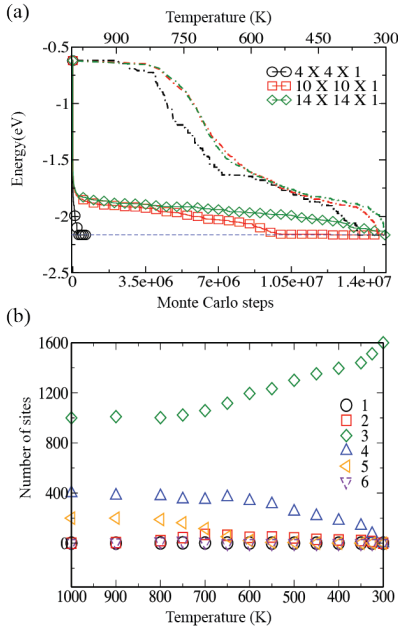 (a)
Temperature (K)
900 750 600 450 300
-0.5
4 X 4 X 1
10 X 10 X 1
14 X 14 X 1
-1
Energy(eV)
-1.5
-2.0
-2.5
0 3.5e+06 7e+06 1.05e+07 1.4e+07
Monte Carlo steps
(b)
1600
1200
800
400
0
Number of sites
1
2
3
4
5
6
1000 900 800 700 600 500 400 300
Temperature (K)